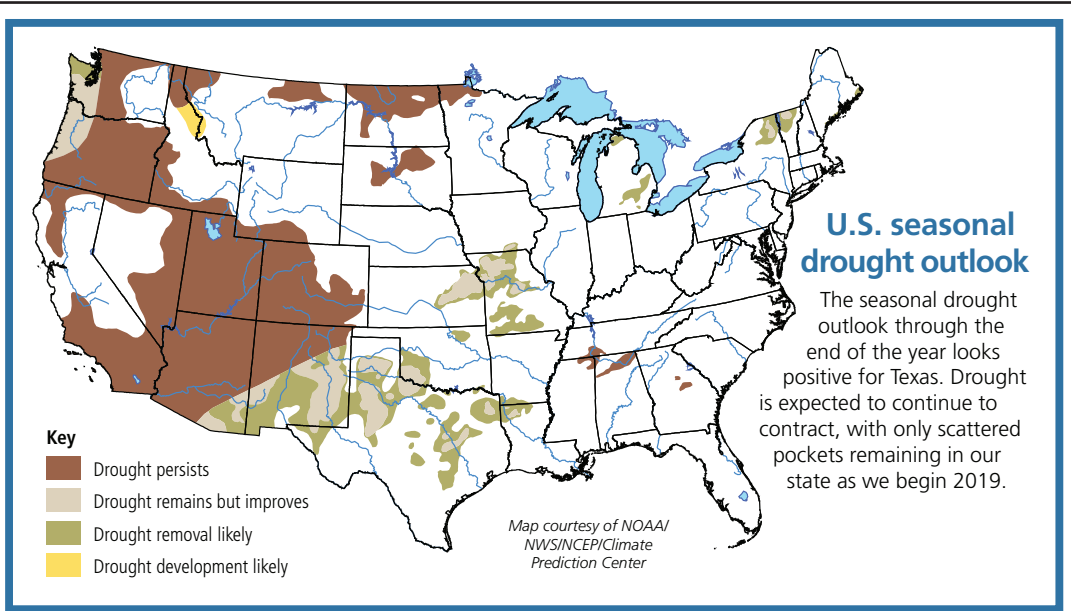 U.S. seasonal
drought outlook
The seasonal drought
outlook through the
end of the year looks
positive for Texas. Drought
is expected to continue to
contract, with only scattered
pockets remaining in our
state as we begin 2019.
Key
Drought persists
Drought remains but improves
Drought removal likely
Drought development likely
Map courtesy of NOAA/
NWS/NCEP/Climate
Prediction Center